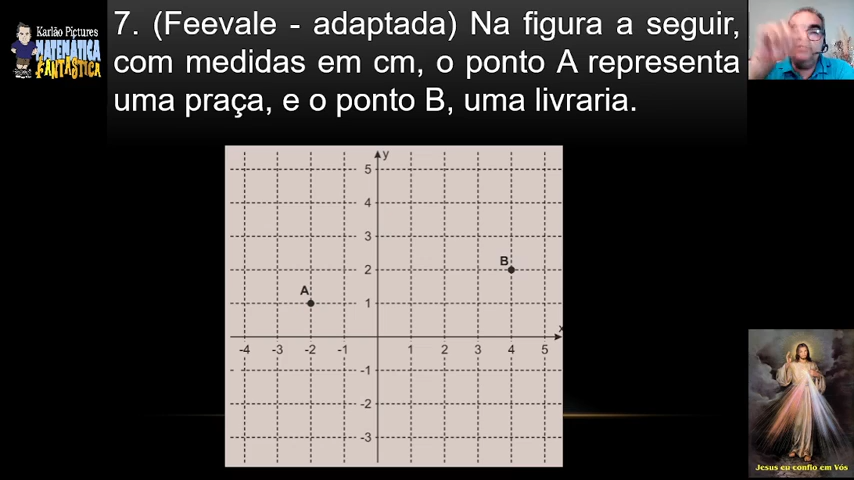 Karlão Pictures
MATEMÁTICA
FANTÁSTICA
7. (Feevale - adaptada) Na figura a seguir,
com medidas em cm, o ponto A representa
uma praça, e o ponto B, uma livraria.
y
5
4
3
B
2
A
1
x
-4 -3 -2 -1 1 2 3 4 5
-1
-2
-3
Jesus eu confio em Vós